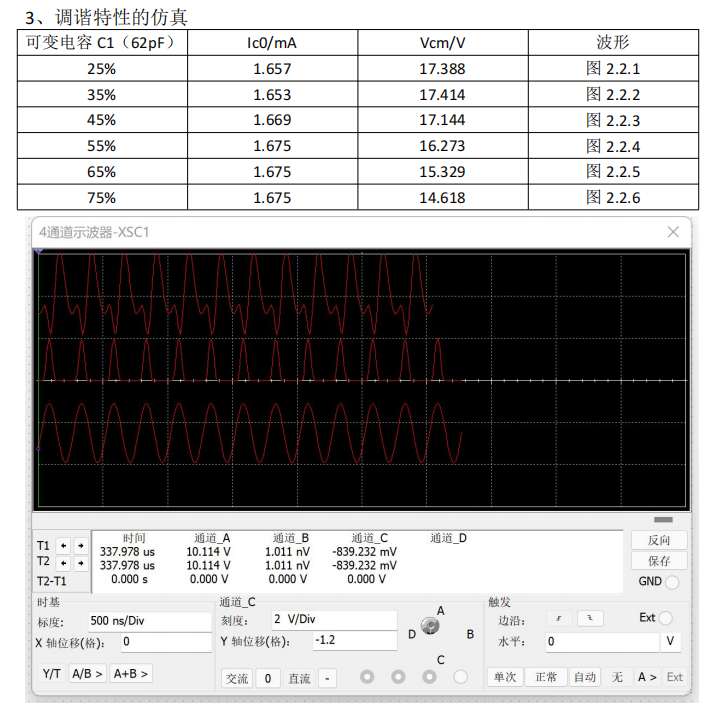 3、调谐特性的仿真
可变电容 C1（62pF） Ic0/mA Vcm/V 波形
25% 1.657 17.388 图 2.2.1
35% 1.653 17.414 图 2.2.2
45% 1.669 17.144 图 2.2.3
55% 1.675 16.273 图 2.2.4
65% 1.675 15.329 图 2.2.5
75% 1.675 14.618 图 2.2.6
4通道示波器-XSC1
时间 通道_A 通道_B 通道_C 通道_D
T1 337.978 us 10.114 V 1.011 nV -839.232 mV
T2 337.978 us 10.114 V 1.011 nV -839.232 mV
T2-T1 0.000 s 0.000 V 0.000 V 0.000 V
反向
保存
GND
时基 通道_C 触发
标度： 500 ns/Div 刻度： 2 V/Div A 边沿： Ext
X 轴位移(格)： 0 Y 轴位移(格)： -1.2 D B 水平： 0 V
C
Y/T A/B > A+B > 交流 0 直流 - 单次 正常 自动 无 A > Ext